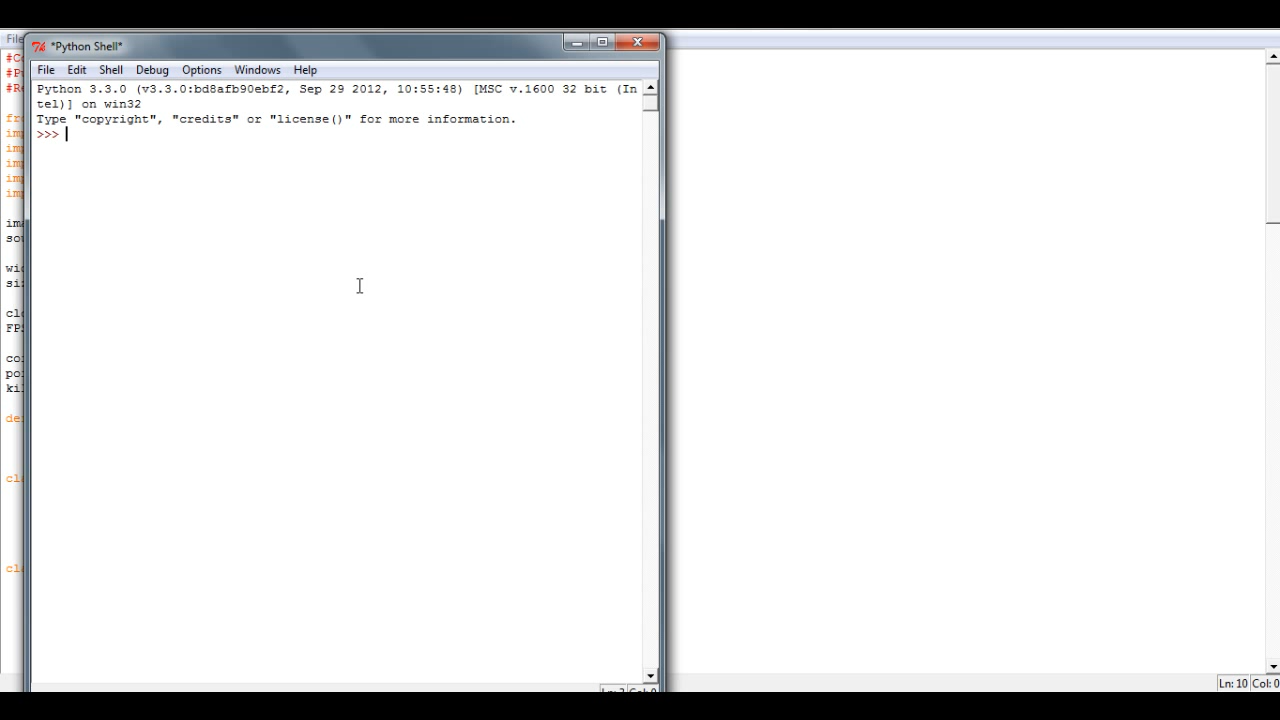 File
*Python Shell*
File Edit Shell Debug Options Windows Help
Python 3.3.0 (v3.3.0:bd8afb90ebf2, Sep 29 2012, 10:55:48) [MSC v.1600 32 bit (In
tel)] on win32
Type "copyright", "credits" or "license()" for more information.
>>>
Ln: 10 Col: 0